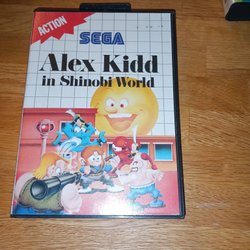 ACTION
SEGA
Alex Kidd
in Shinobi World